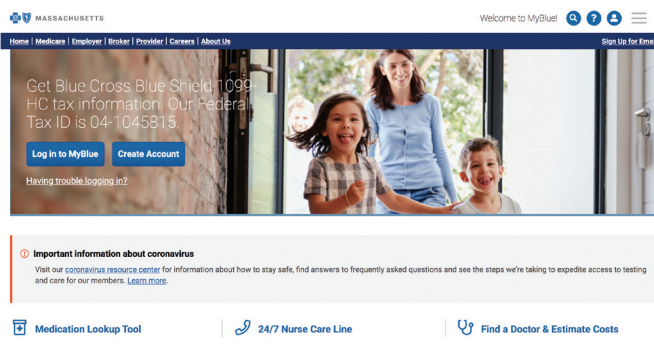 MASSACHUSETTS
Welcome to MyBlue!
Home | Medicare | Employer | Broker | Provider | Careers | About Us
Sign Up for Ema
Get Blue Cross Blue Shield 1099-
HC tax information. Our Federal
Tax ID is 04-1045815.
Log in to MyBlue
Create Account
Having trouble logging in?
Important information about coronavirus
Visit our coronavirus resource center for information about how to stay safe, find answers to frequently asked questions and see the steps we're taking to expedite access to testing
and care for our members. Learn more.
Medication Lookup Tool
24/7 Nurse Care Line
Find a Doctor & Estimate Costs